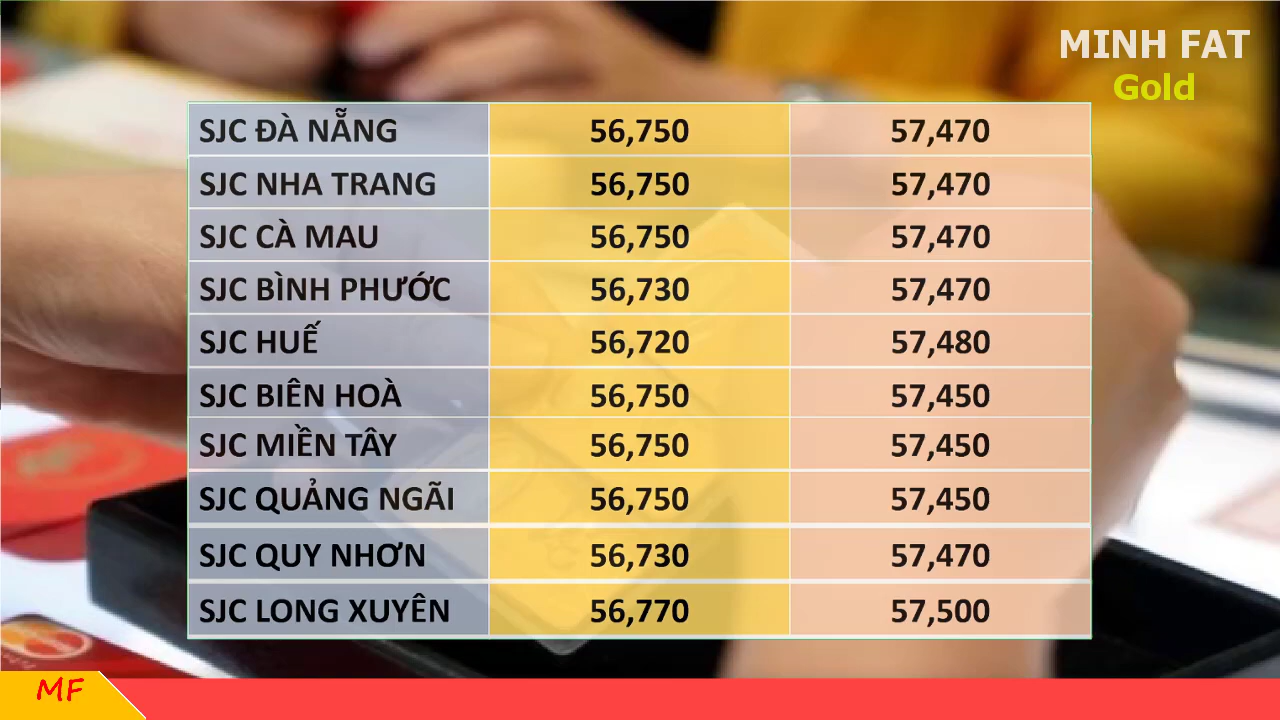 MINH FAT
Gold
SJC ĐÀ NẴNG 56,750 57,470
SJC NHA TRANG 56,750 57,470
SJC CÀ MAU 56,750 57,470
SJC BÌNH PHƯỚC 56,730 57,470
SJC HUẾ 56,720 57,480
SJC BIÊN HOÀ 56,750 57,450
SJC MIỀN TÂY 56,750 57,450
SJC QUẢNG NGÃI 56,750 57,450
SJC QUY NHƠN 56,730 57,470
SJC LONG XUYÊN 56,770 57,500
MF